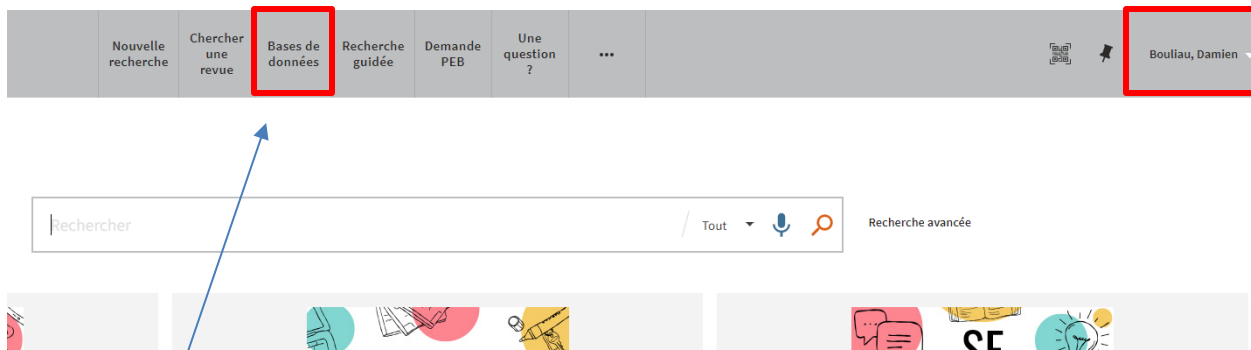 Nouvelle
recherche
Chercher
une
revue
Bases de
données
Recherche
guidée
Demande
PEB
Une
question
?
...
Bouliau, Damien
Rechercher
Tout
Recherche avancée
SE